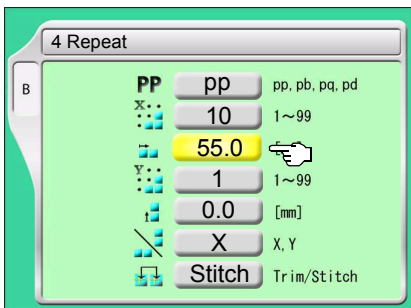 4 Repeat
B
PP pp pp, pb, pq, pd
X 10 1~99
55.0
Y 1 1~99
0.0 [mm]
X X, Y
Stitch Trim/Stitch